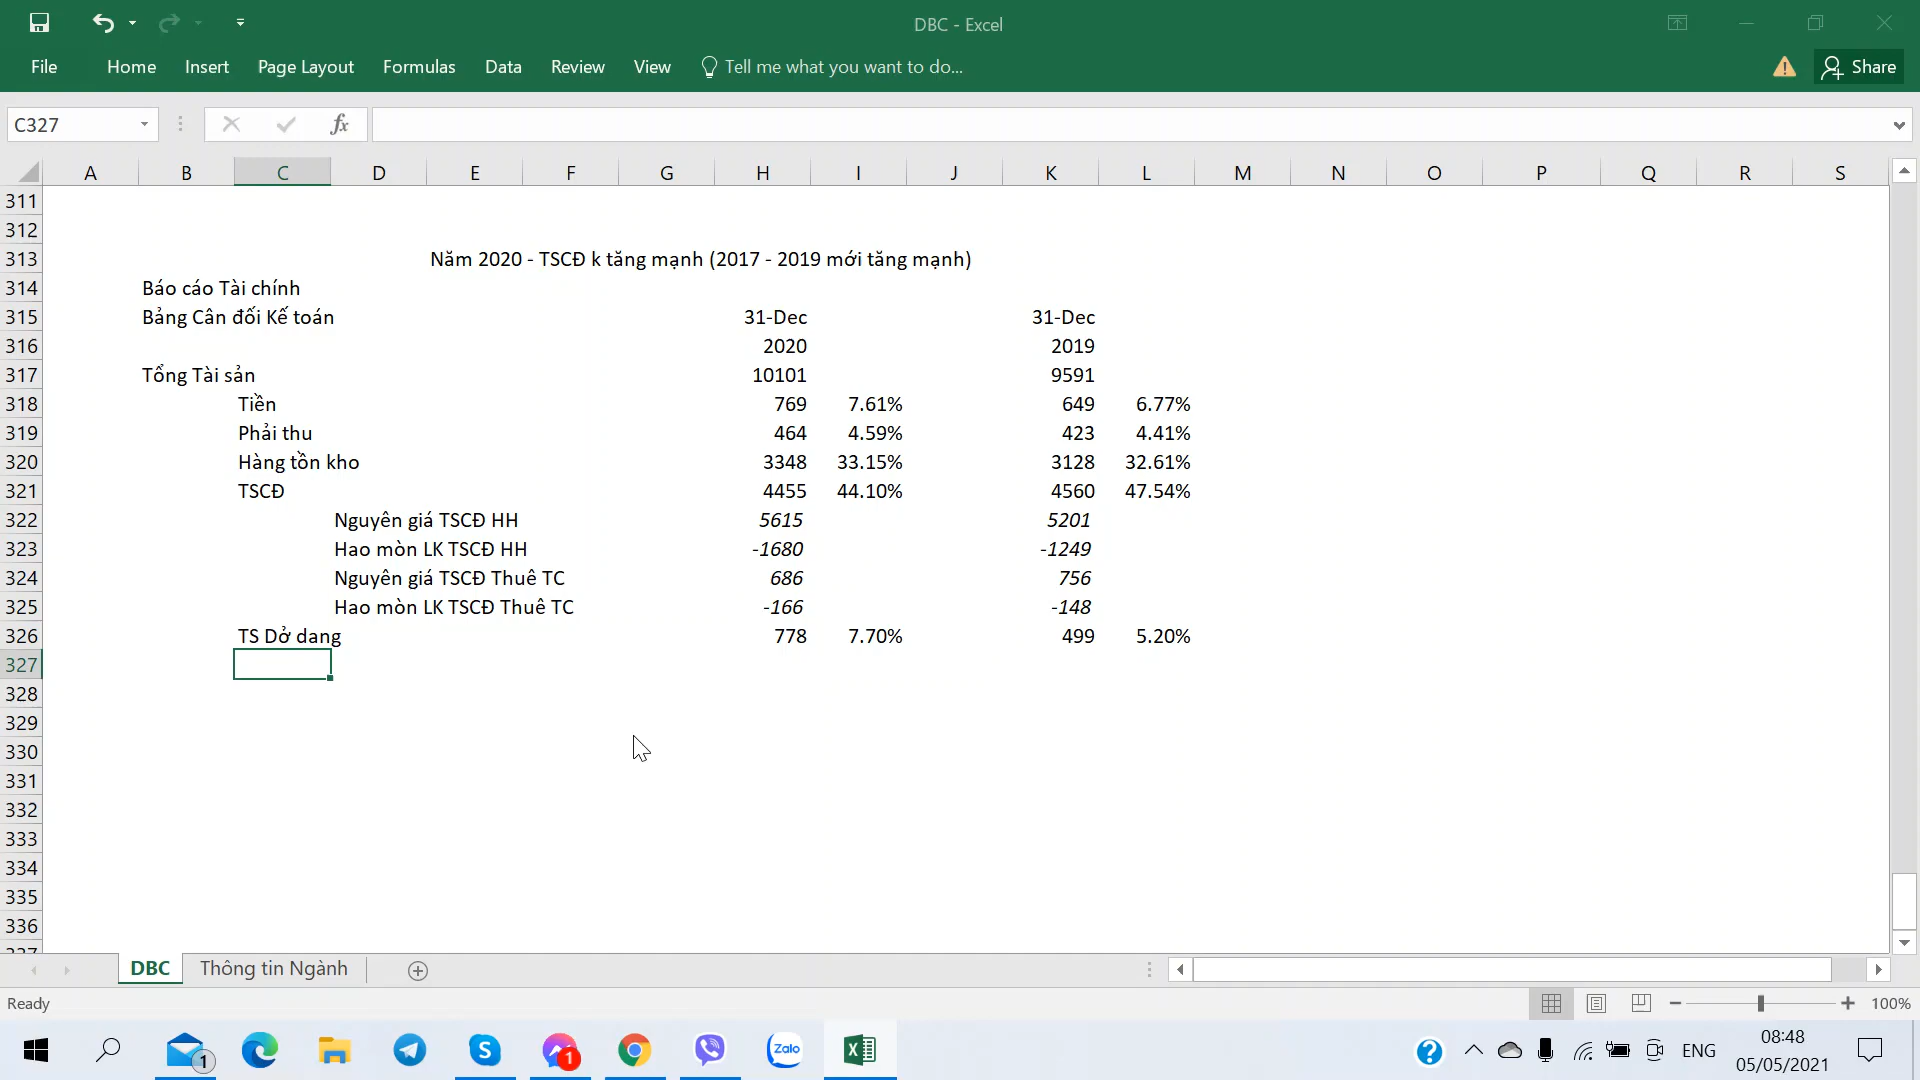 DBC - Excel
File Home Insert Page Layout Formulas Data Review View Tell me what you want to do... Share
C327 fx
A B C D E F G H I J K L M N O P Q R S
311
312
313 Năm 2020 - TSCĐ k tăng mạnh (2017 - 2019 mới tăng mạnh)
314 Báo cáo Tài chính
315 Bảng Cân đối Kế toán 31-Dec 31-Dec
316 2020 2019
317 Tổng Tài sản 10101 9591
318 Tiền 769 7.61% 649 6.77%
319 Phải thu 464 4.59% 423 4.41%
320 Hàng tồn kho 3348 33.15% 3128 32.61%
321 TSCĐ 4455 44.10% 4560 47.54%
322 Nguyên giá TSCĐ HH 5615 5201
323 Hao mòn LK TSCĐ HH -1680 -1249
324 Nguyên giá TSCĐ Thuê TC 686 756
325 Hao mòn LK TSCĐ Thuê TC -166 -148
326 TS Dở dang 778 7.70% 499 5.20%
327
328
329
330
331
332
333
334
335
336
337
DBC Thông tin Ngành
Ready 100%
1 S 1 Zalo ? ENG 08:48
05/05/2021